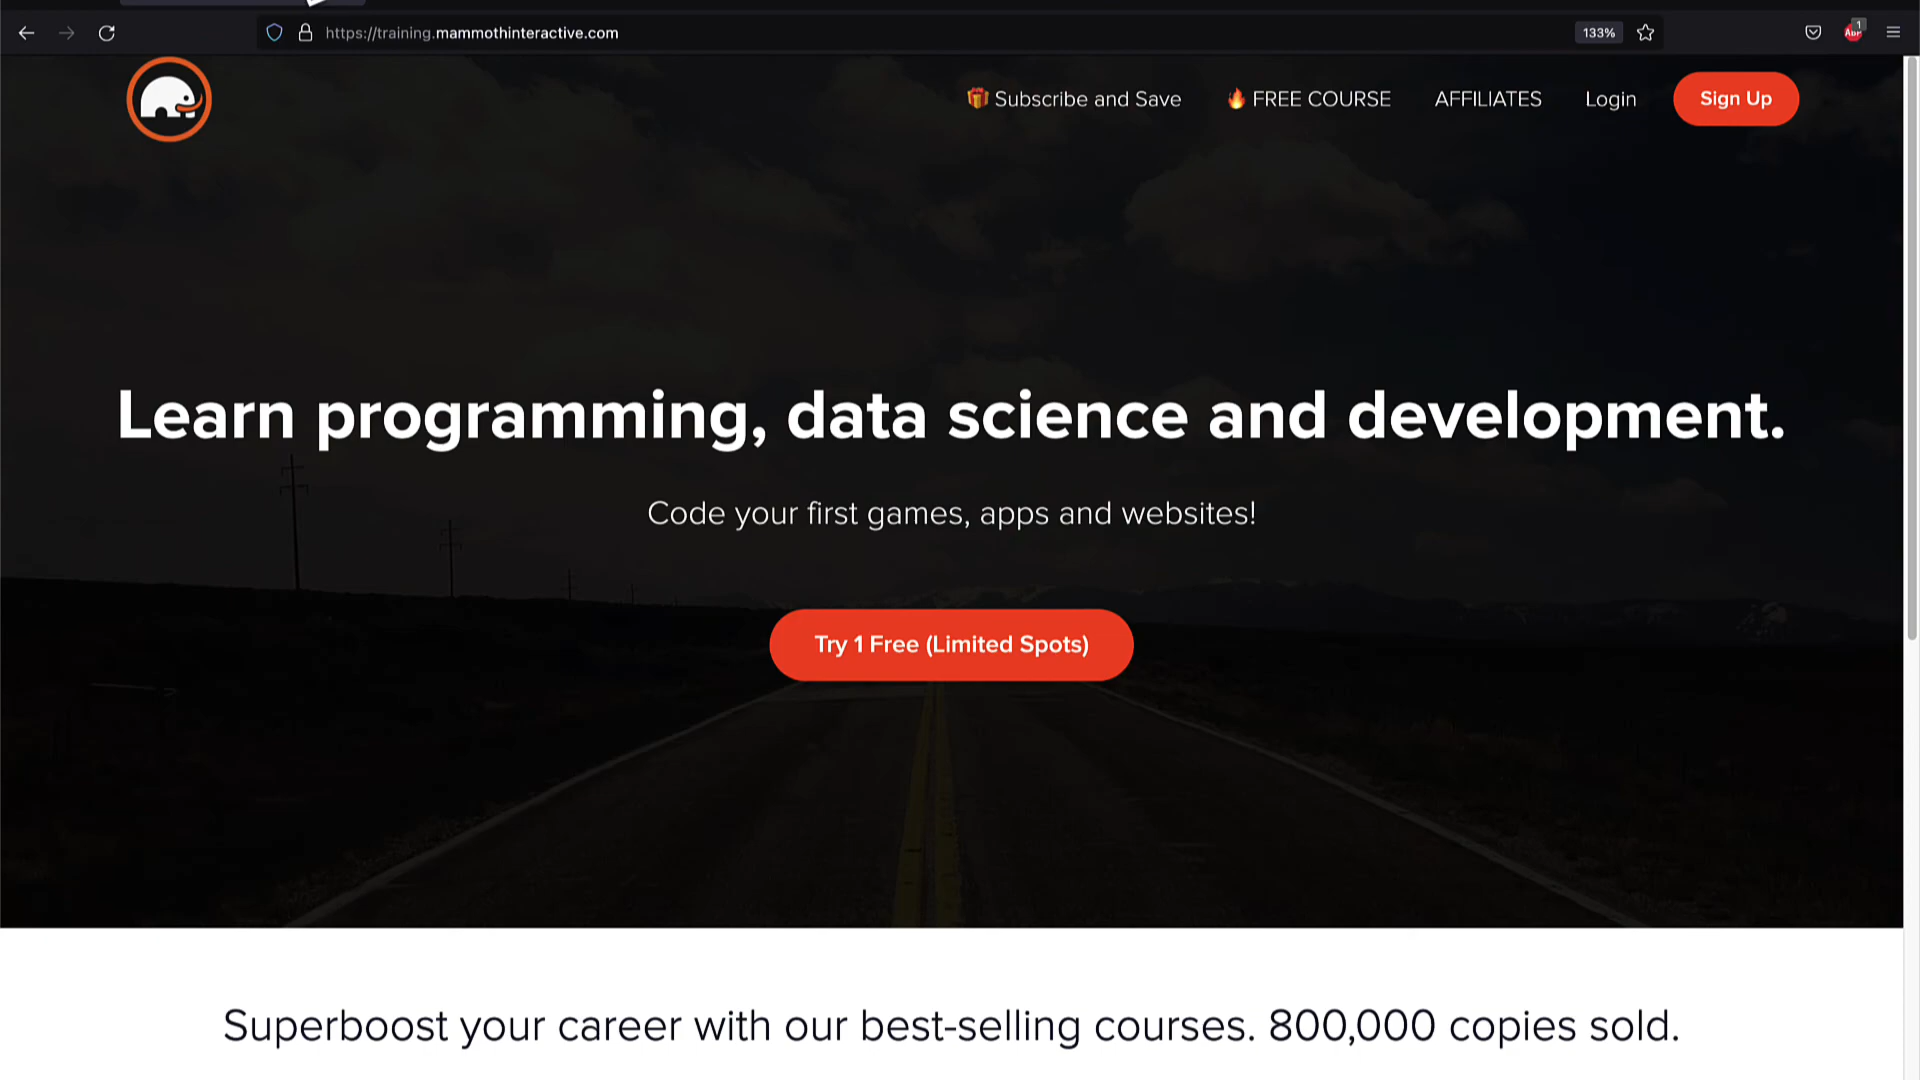 https://training.mammothinteractive.com
133%
1
ABP
Subscribe and Save
FREE COURSE
AFFILIATES
Login
Sign Up
Learn programming, data science and development.
Code your first games, apps and websites!
Try 1 Free (Limited Spots)
Superboost your career with our best-selling courses. 800,000 copies sold.